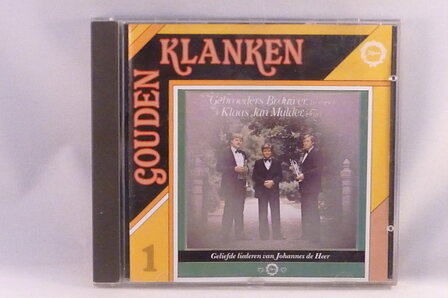 GOUDEN
KLANKEN
Gebroeders Brouwer,
Klaas Jan Mulder,
Geliefde liederen van Johannes de Heer
1